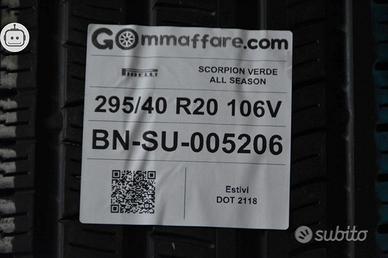 GOmmaffare.com
PIRELLI
SCORPION VERDE
ALL SEASON
295/40 R20 106V
BN-SU-005206
Estivi
DOT 2118
subito